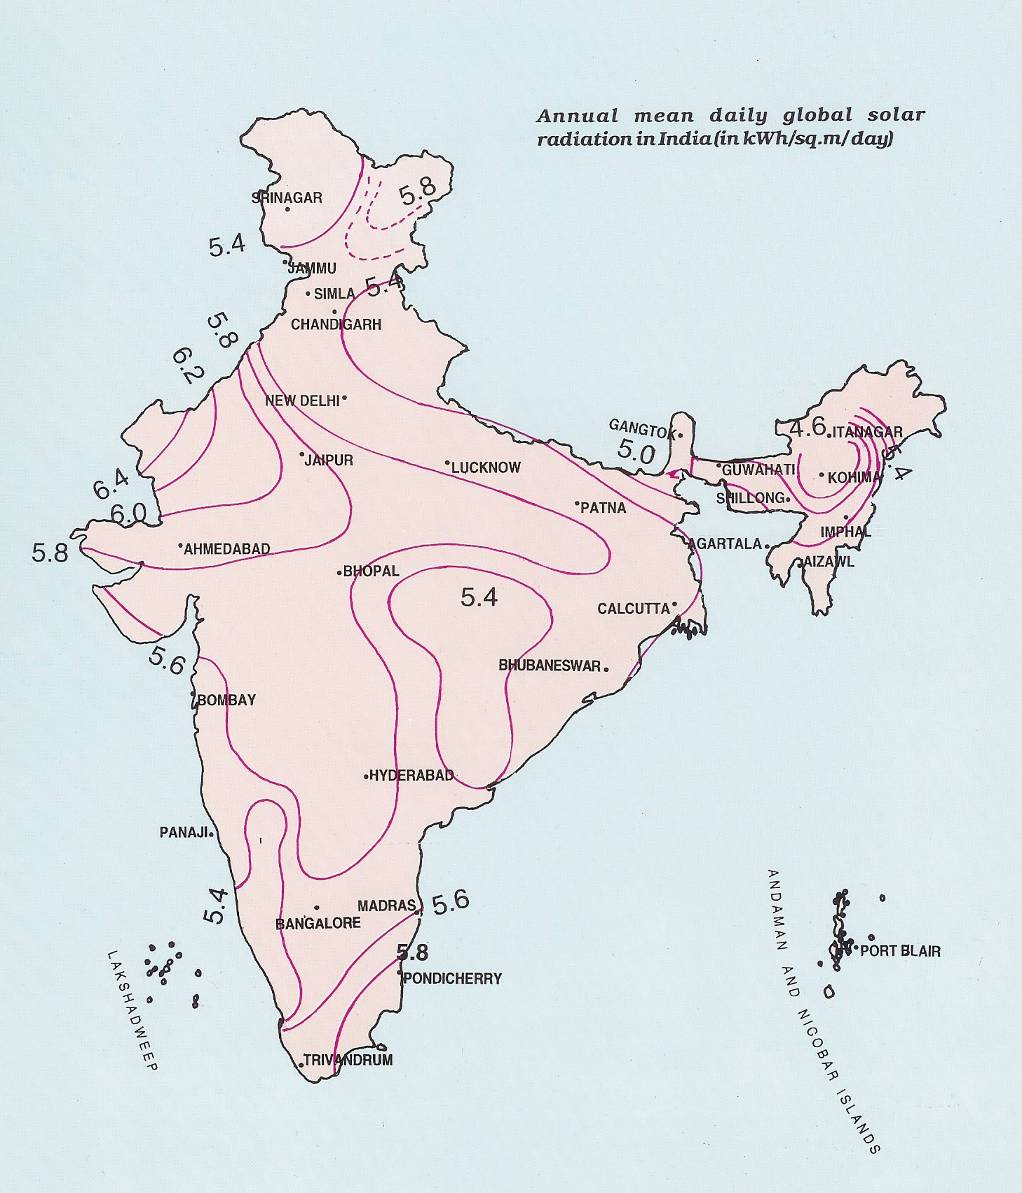 Annual mean daily global solar
radiation in India (in kWh/sq.m/day)
5.8
SRINAGAR
5.4
JAMMU
5.4
SIMLA
CHANDIGARH
5.8
6.2
NEW DELHI
GANGTOK
5.0
4.6
ITANAGAR
5.4
JAIPUR
LUCKNOW
GUWAHATI
KOHIMA
6.4
SHILLONG
6.0
PATNA
IMPHAL
5.8
AHMEDABAD
AGARTALA
AIZAWL
BHOPAL
5.4
CALCUTTA
5.6
BHUBANESWAR
BOMBAY
HYDERABAD
PANAJI
5.4
MADRAS
5.6
BANGALORE
5.8
PONDICHERRY
LAKSHADWEEP
PORT BLAIR
ANDAMAN AND NICOBAR ISLANDS
TRIVANDRUM